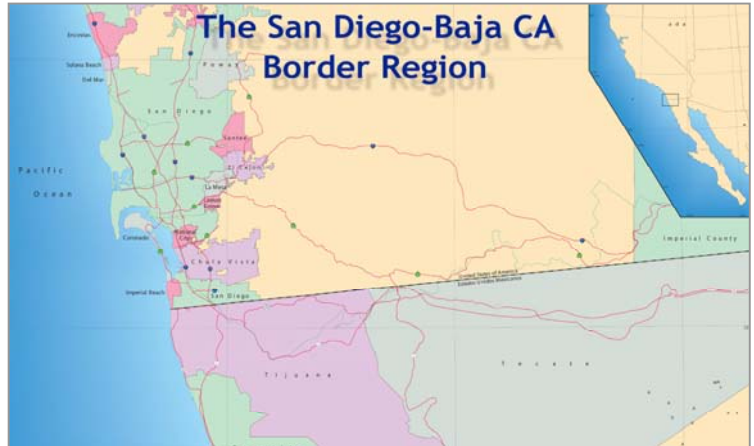 The San Diego-Baja CA
Border Region
Encinitas
Solana Beach
Del Mar
Poway
San Diego
Santee
El Cajon
La Mesa
Lemon
Grove
Pacific
Ocean
Coronado
National
City
Chula Vista
Imperial Beach
San Diego
Imperial County
United States of America
Estados Unidos Mexicanos
Tijuana
Tecate